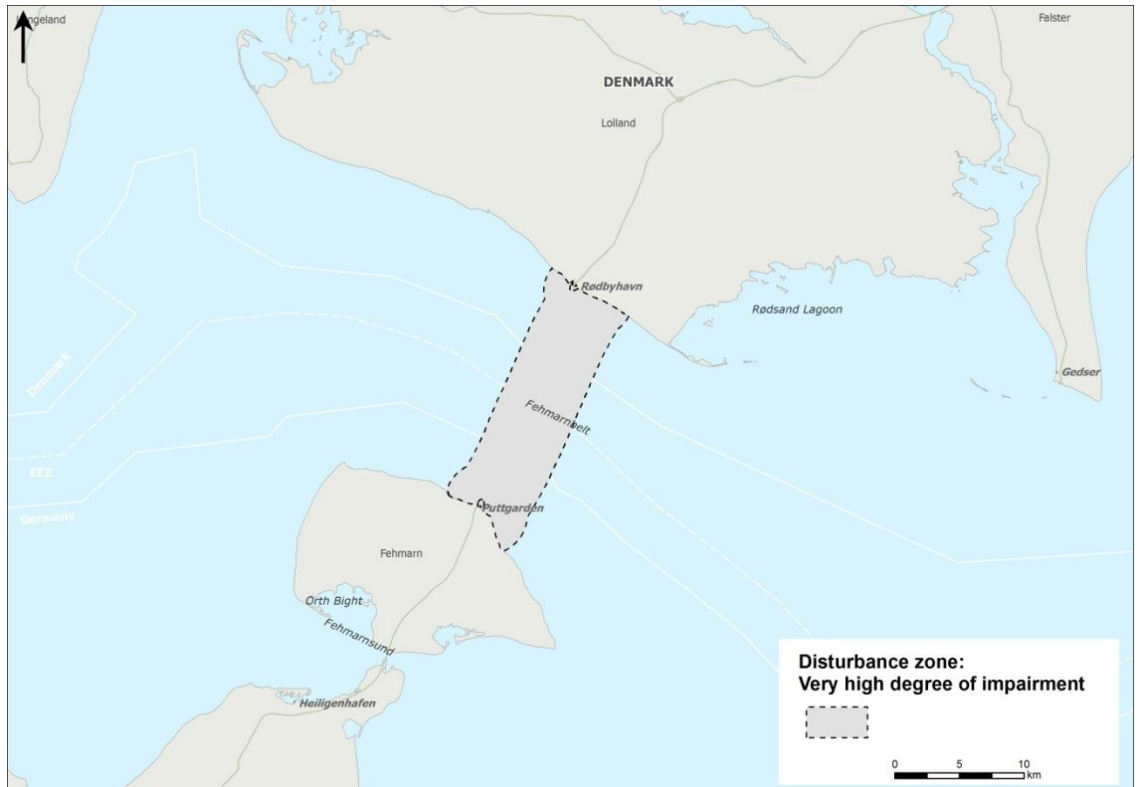 Langeland
Falster
DENMARK
Lolland
Rødbyhavn
Rødsand Lagoon
Gedser
Denmark
Fehmarnbelt
EEZ
Puttgarden
Germany
Fehmarn
Orth Bight
Fehmarnsund
Heiligenhafen
Disturbance zone:
Very high degree of impairment
0 5 10
km